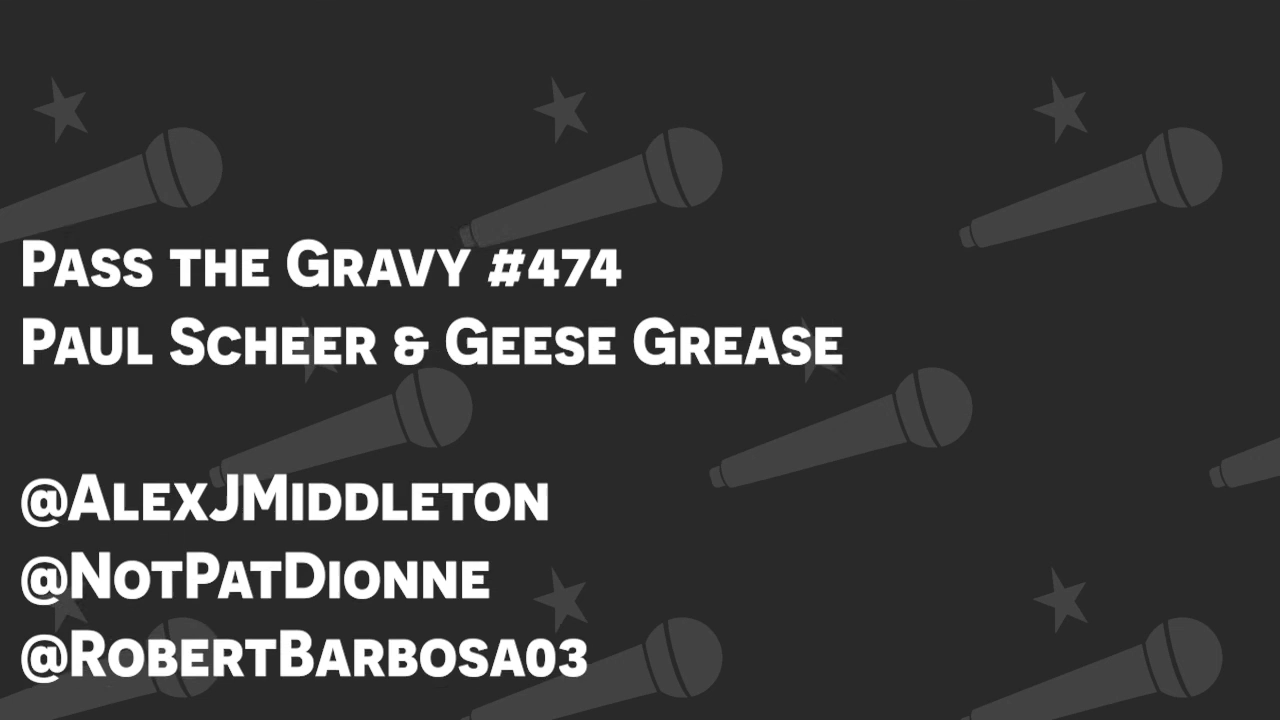 Pass the Gravy #474
Paul Scheer & Geese Grease
@AlexJMiddleton
@NotPatDionne
@RobertBarbosa03